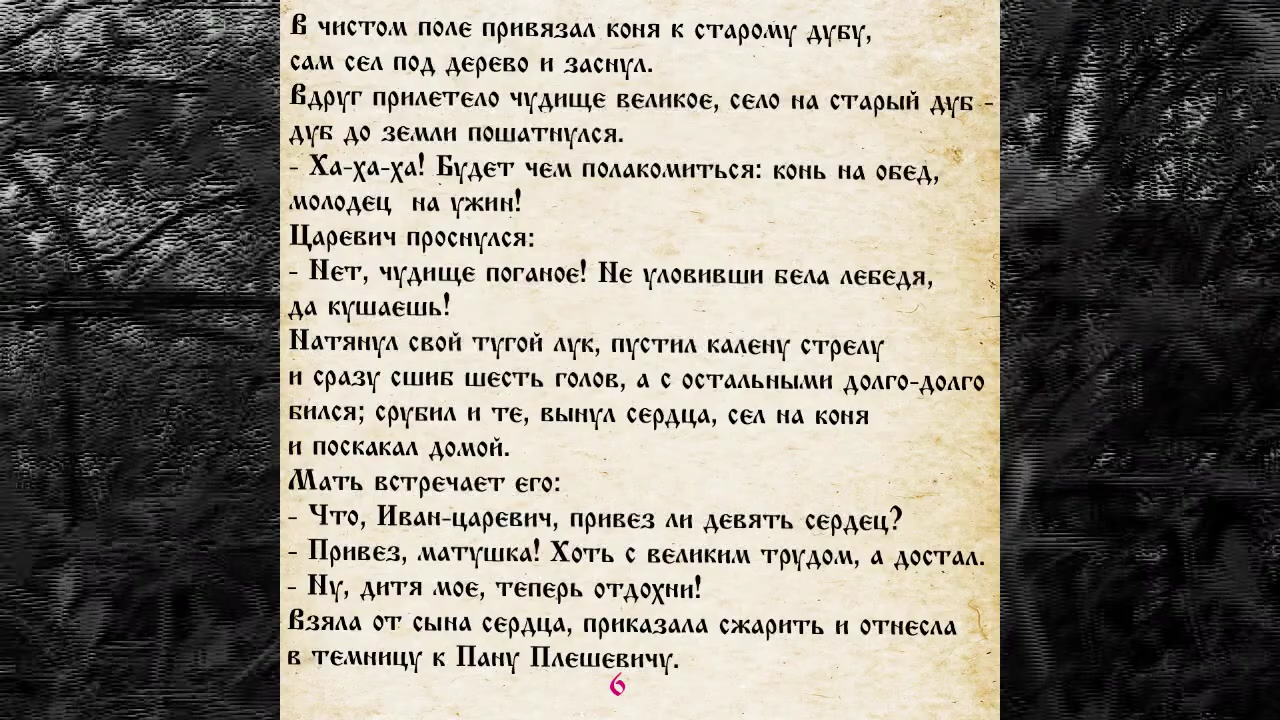 В чистом поле привязал коня к старому дубу,
сам сел под дерево и заснул.
Вдруг прилетело чудище великое, село на старый дуб -
дуб до земли пошатнулся.
- Ха-ха-ха! Будет чем полакомиться: конь на обед,
молодец  на ужин!
Царевич проснулся:
- Нет, чудище поганое! Не уловивши бела лебедя,
да кушаешь!
Натянул свой тугой лук, пустил калену стрелу
и сразу сшиб шесть голов, а с остальными долго-долго
бился; срубил и те, вынул сердца, сел на коня
и поскакал домой.
Мать встречает его:
- Что, Иван-царевич, привез ли девять сердец?
- Привез, матушка! Хоть с великим трудом, а достал.
- Ну, дитя мое, теперь отдохни!
Взяла от сына сердца, приказала сжарить и отнесла
в темницу к Пану Плешевичу.
6